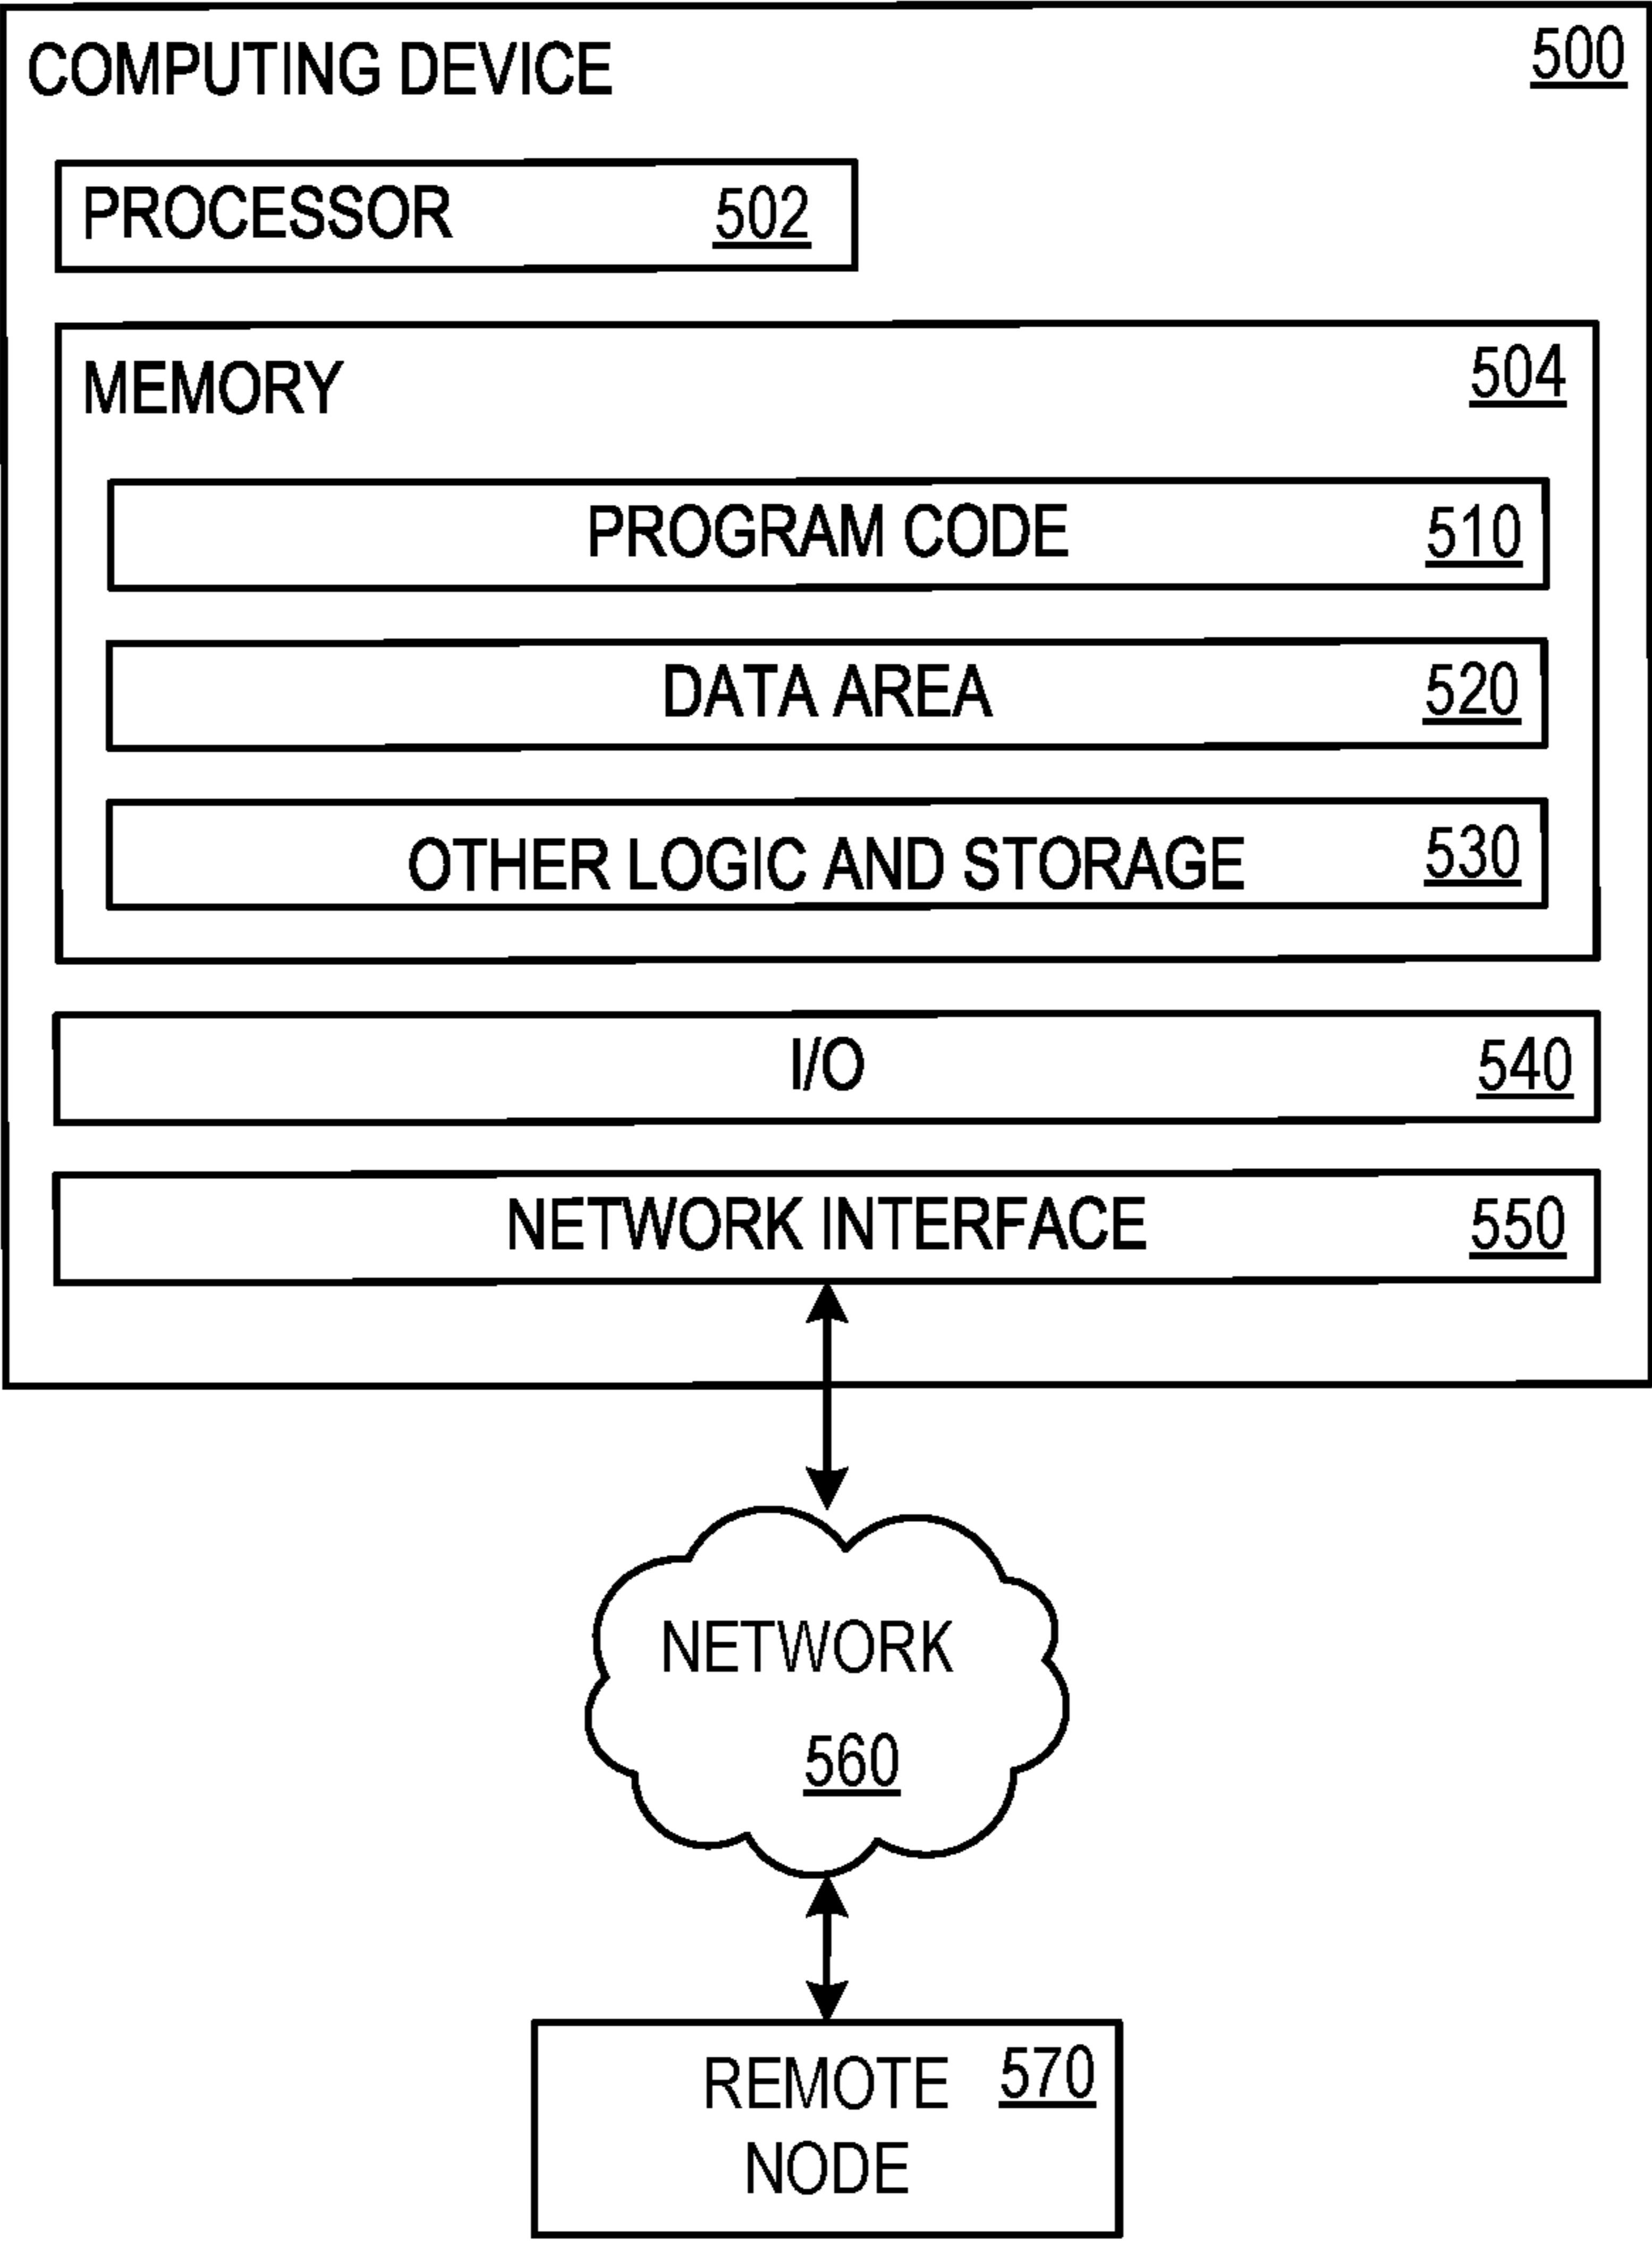 COMPUTING DEVICE 500
PROCESSOR 502
MEMORY 504
PROGRAM CODE 510
DATA AREA 520
OTHER LOGIC AND STORAGE 530
I/O 540
NETWORK INTERFACE 550
NETWORK
560
REMOTE 570
NODE